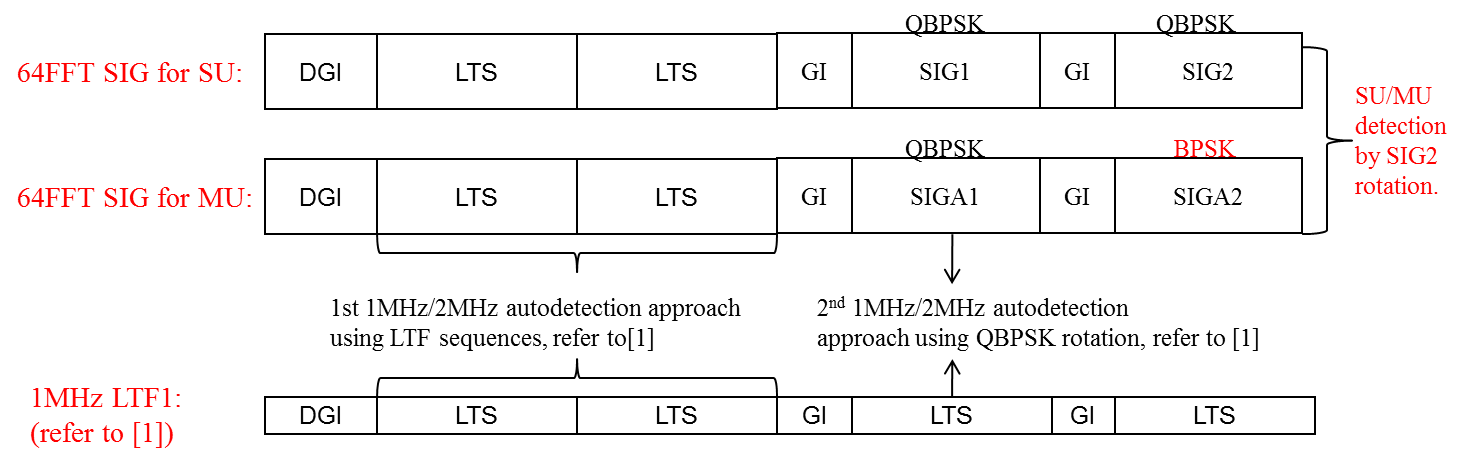 QBPSK QBPSK
64FFT SIG for SU: DGI LTS LTS GI SIG1 GI SIG2
QBPSK BPSK
64FFT SIG for MU: DGI LTS LTS GI SIGA1 GI SIGA2
SU/MU
detection
by SIG2
rotation.
1st 1MHz/2MHz autodetection approach
using LTF sequences, refer to[1]
2nd 1MHz/2MHz autodetection
approach using QBPSK rotation, refer to [1]
1MHz LTF1:
(refer to [1])
DGI LTS LTS GI LTS GI LTS